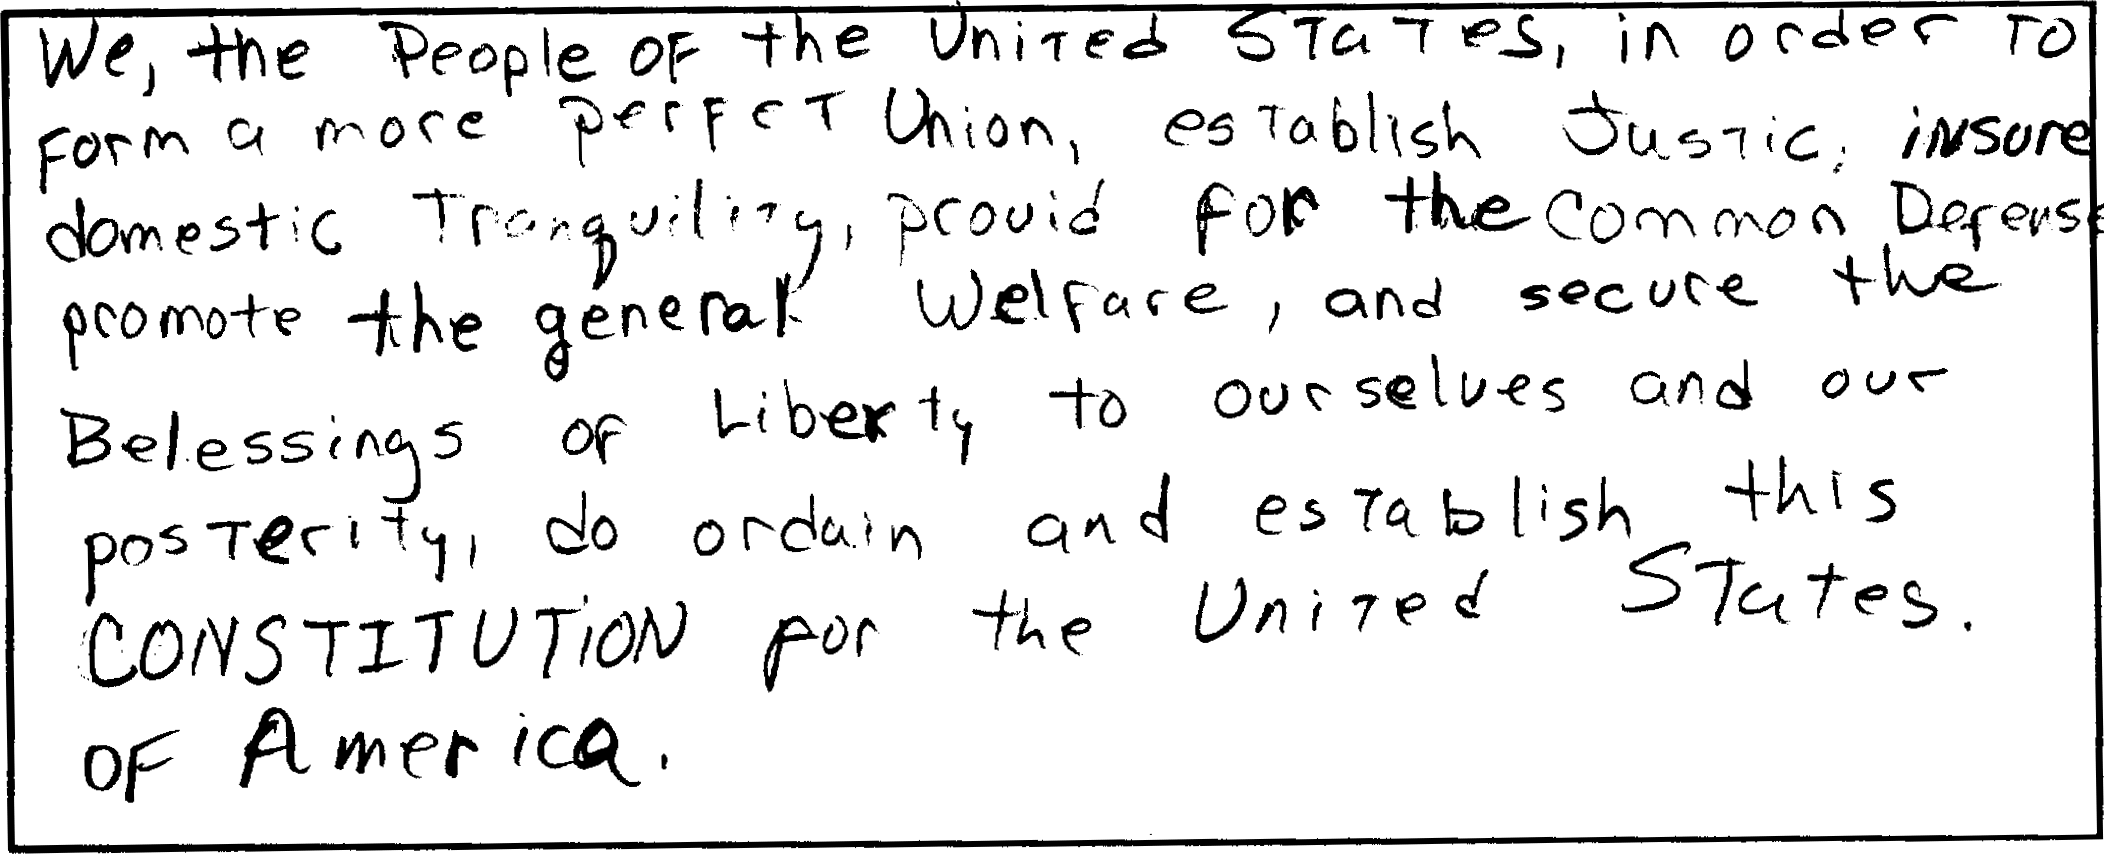 We, the People OF the United States, in order to
Form a more perfct Union, establish Justic, insure
domestic Tranquility, provid for the Common Defense
promote the general Welfare, and secure the
Belessings of Liberty to ourselves and our
posterity, do ordain and establish this
CONSTITUTION for the United States.
OF America.